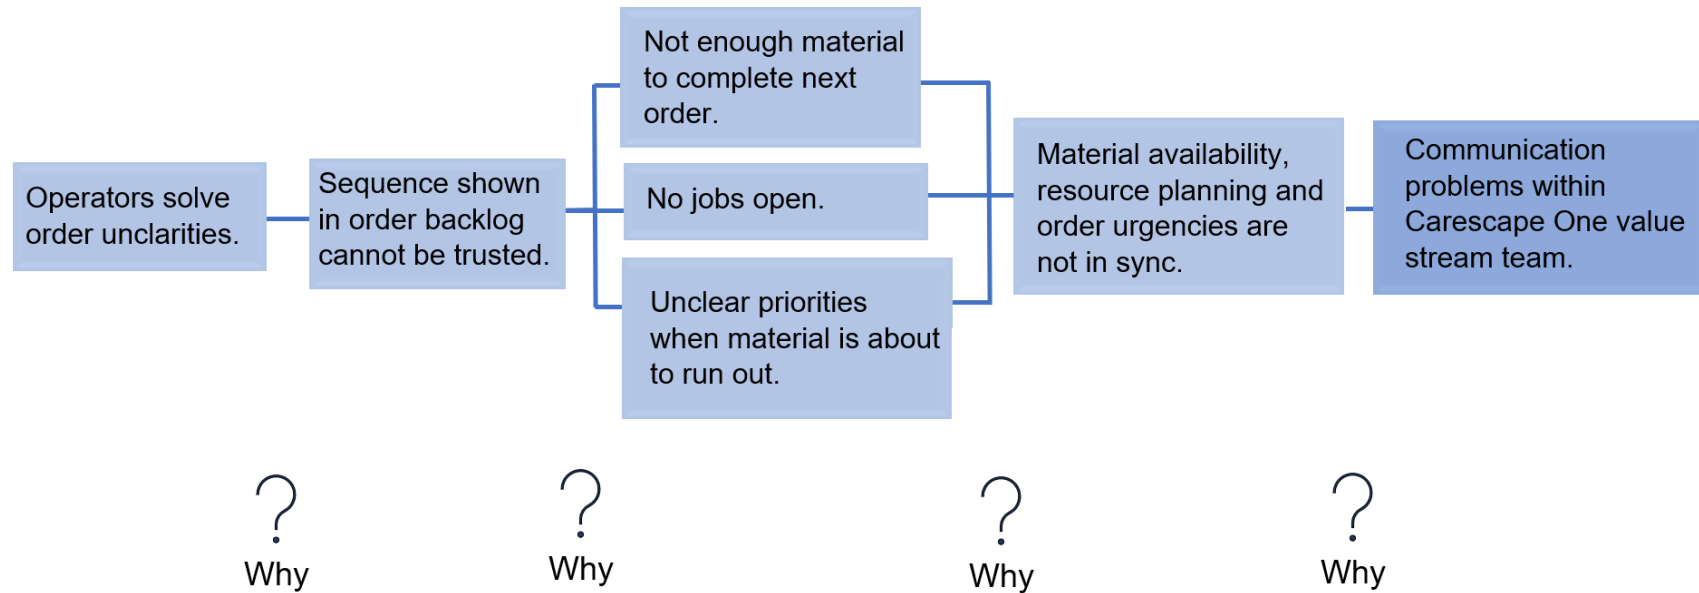 Operators solve
order unclarities.
Sequence shown
in order backlog
cannot be trusted.
Not enough material
to complete next
order.
No jobs open.
Unclear priorities
when material is about
to run out.
Material availability,
resource planning and
order urgencies are
not in sync.
Communication
problems within
Carescape One value
stream team.
? ? ? ?
Why Why Why Why